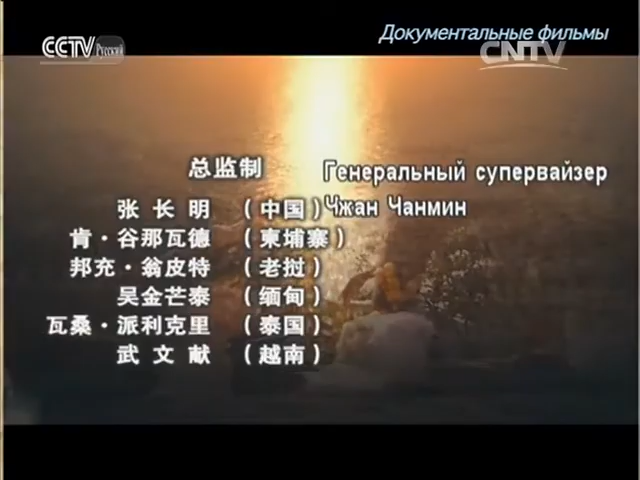 Документальные фильмы
CCTV Русский
CNTV
总监制
Генеральный супервайзер
张长明 (中国) Чжан Чанмин
肯·谷那瓦德 (柬埔寨)
邦充·翁皮特 (老挝)
吴金芒泰 (缅甸)
瓦桑·派利克里 (泰国)
武文献 (越南)